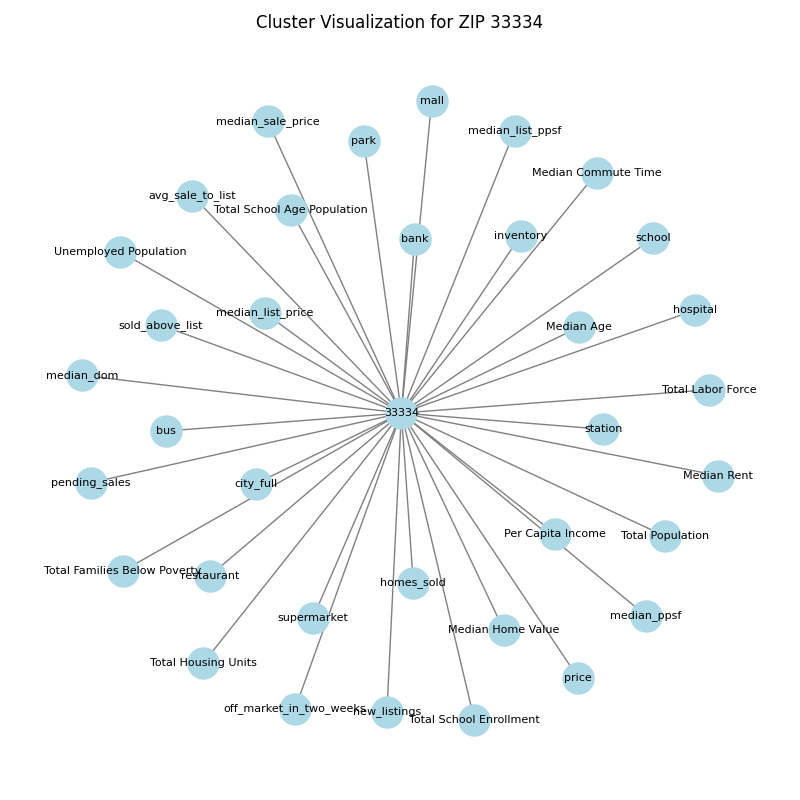 Cluster Visualization for ZIP 33334
mall
median_sale_price
median_list_ppsf
park
Median Commute Time
avg_sale_to_list
Total School Age Population
inventory
school
bank
Unemployed Population
hospital
median_list_price
sold_above_list
Median Age
median_dom
Total Labor Force
33334
bus
station
Median Rent
pending_sales
city_full
Per Capita Income
Total Population
Total Families Below Poverty
restaurant
homes_sold
supermarket
median_ppsf
Median Home Value
Total Housing Units
price
off_market_in_two_weeks
new_listings
Total School Enrollment